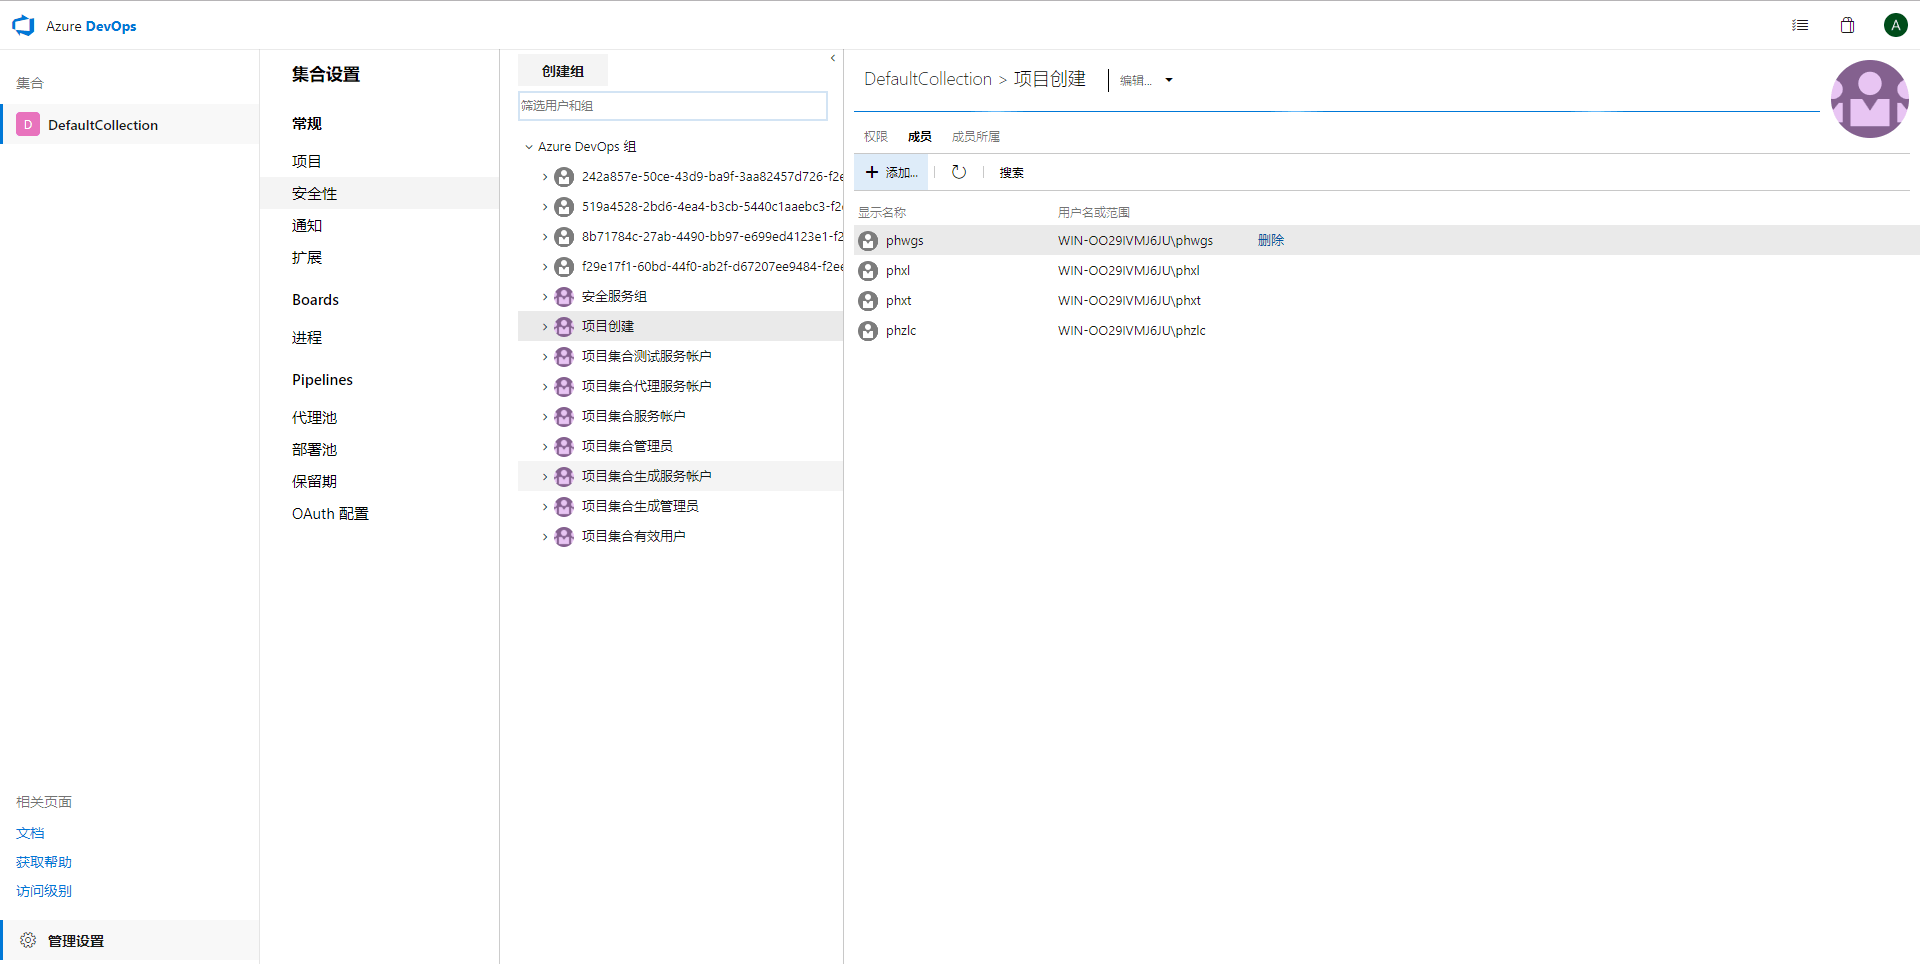 Azure DevOps
A
集合
D
DefaultCollection
相关页面
文档
获取帮助
访问级别
管理设置
集合设置
常规
项目
安全性
通知
扩展
Boards
进程
Pipelines
代理池
部署池
保留期
OAuth 配置
创建组
筛选用户和组
Azure DevOps 组
242a857e-50ce-43d9-ba9f-3aa82457d726-f2e
519a4528-2bd6-4ea4-b3cb-5440c1aaebc3-f2
8b71784c-27ab-4490-bb97-e699ed4123e1-f2
f29e17f1-60bd-44f0-ab2f-d67207ee9484-f2ee
安全服务组
项目创建
项目集合测试服务帐户
项目集合代理服务帐户
项目集合服务帐户
项目集合管理员
项目集合生成服务帐户
项目集合生成管理员
项目集合有效用户
DefaultCollection > 项目创建 编辑...
权限 成员 成员所属
添加... 搜索
显示名称 用户名或范围
phwgs WIN-OO29IVMJ6JU\phwgs 删除
phxl WIN-OO29IVMJ6JU\phxl
phxt WIN-OO29IVMJ6JU\phxt
phzlc WIN-OO29IVMJ6JU\phzlc